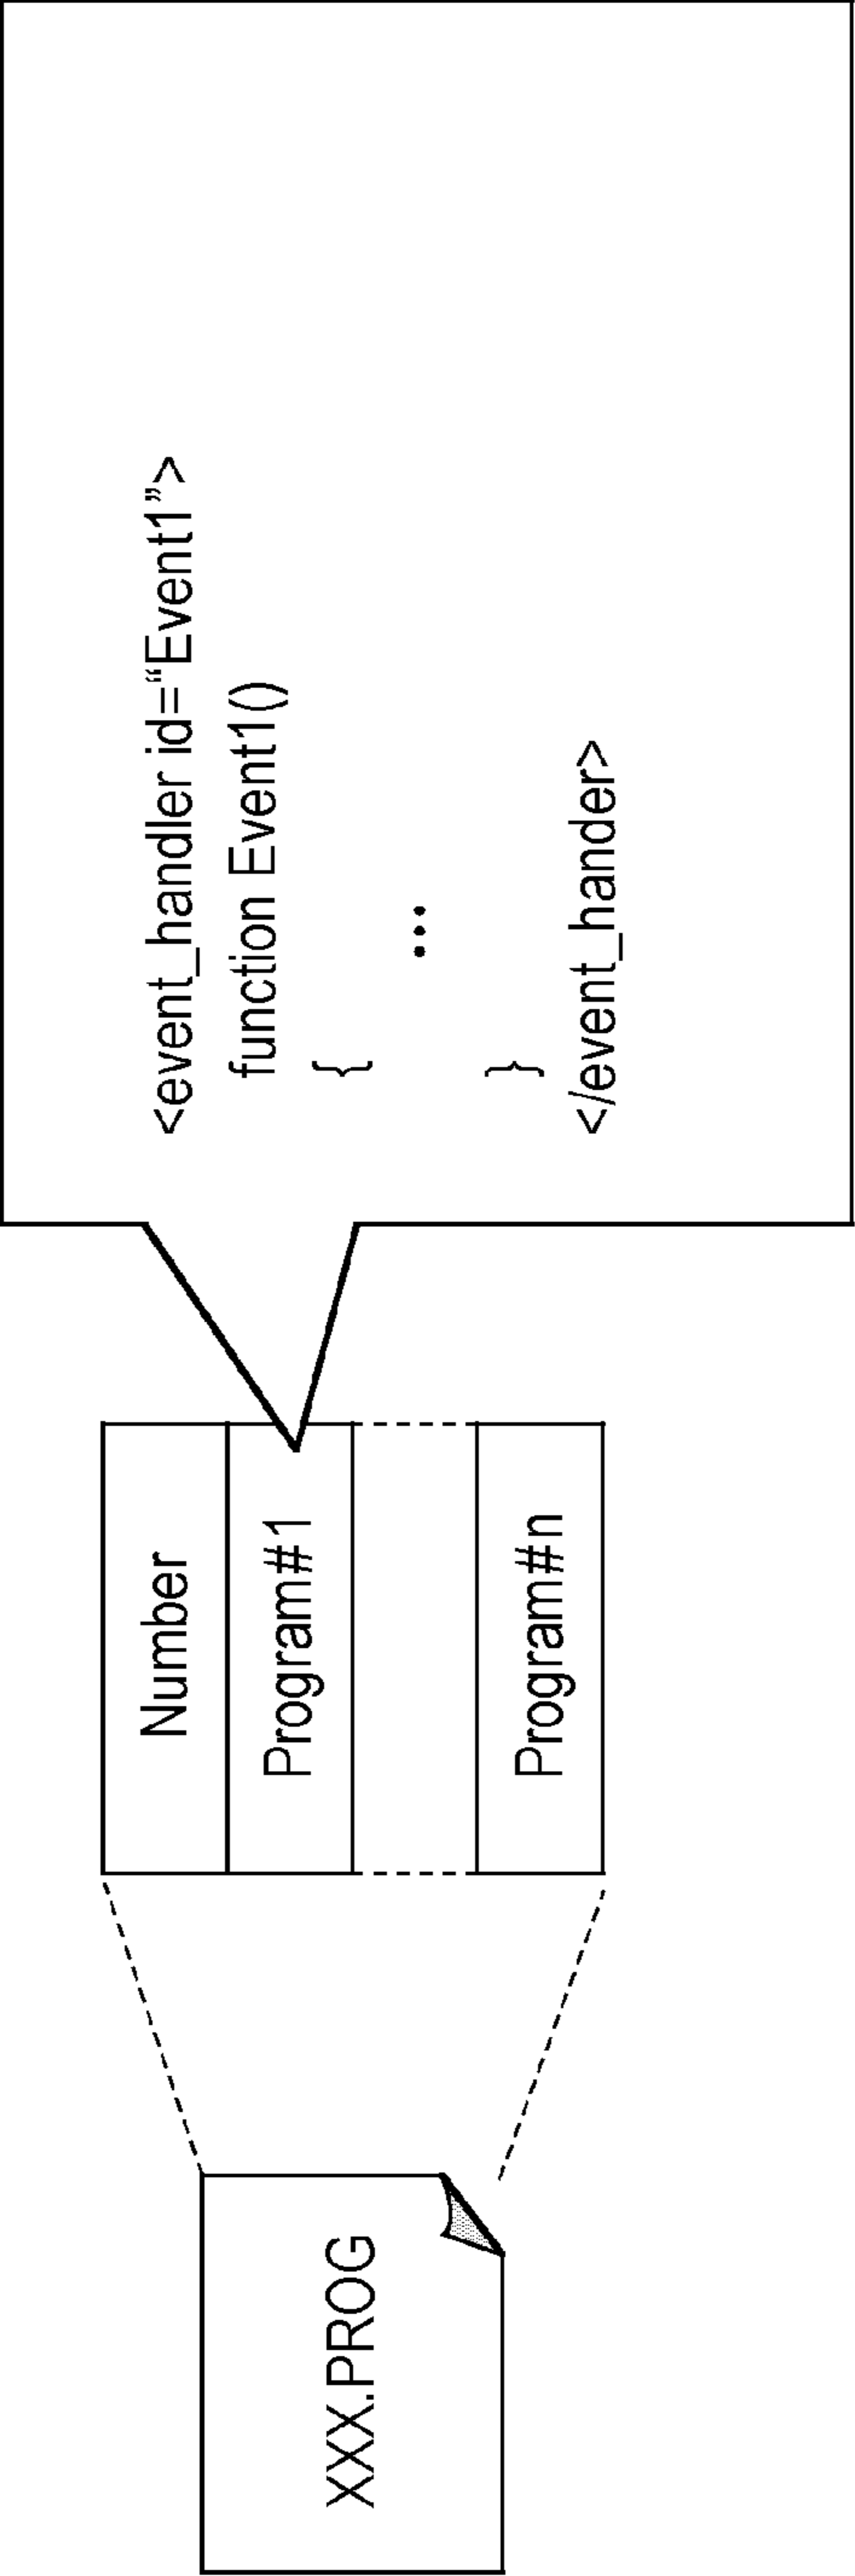 XXX.PROG
Number
Program#1
Program#n
<event_handler id=“Event1”>
function Event1()
{
...
}
</event_hander>